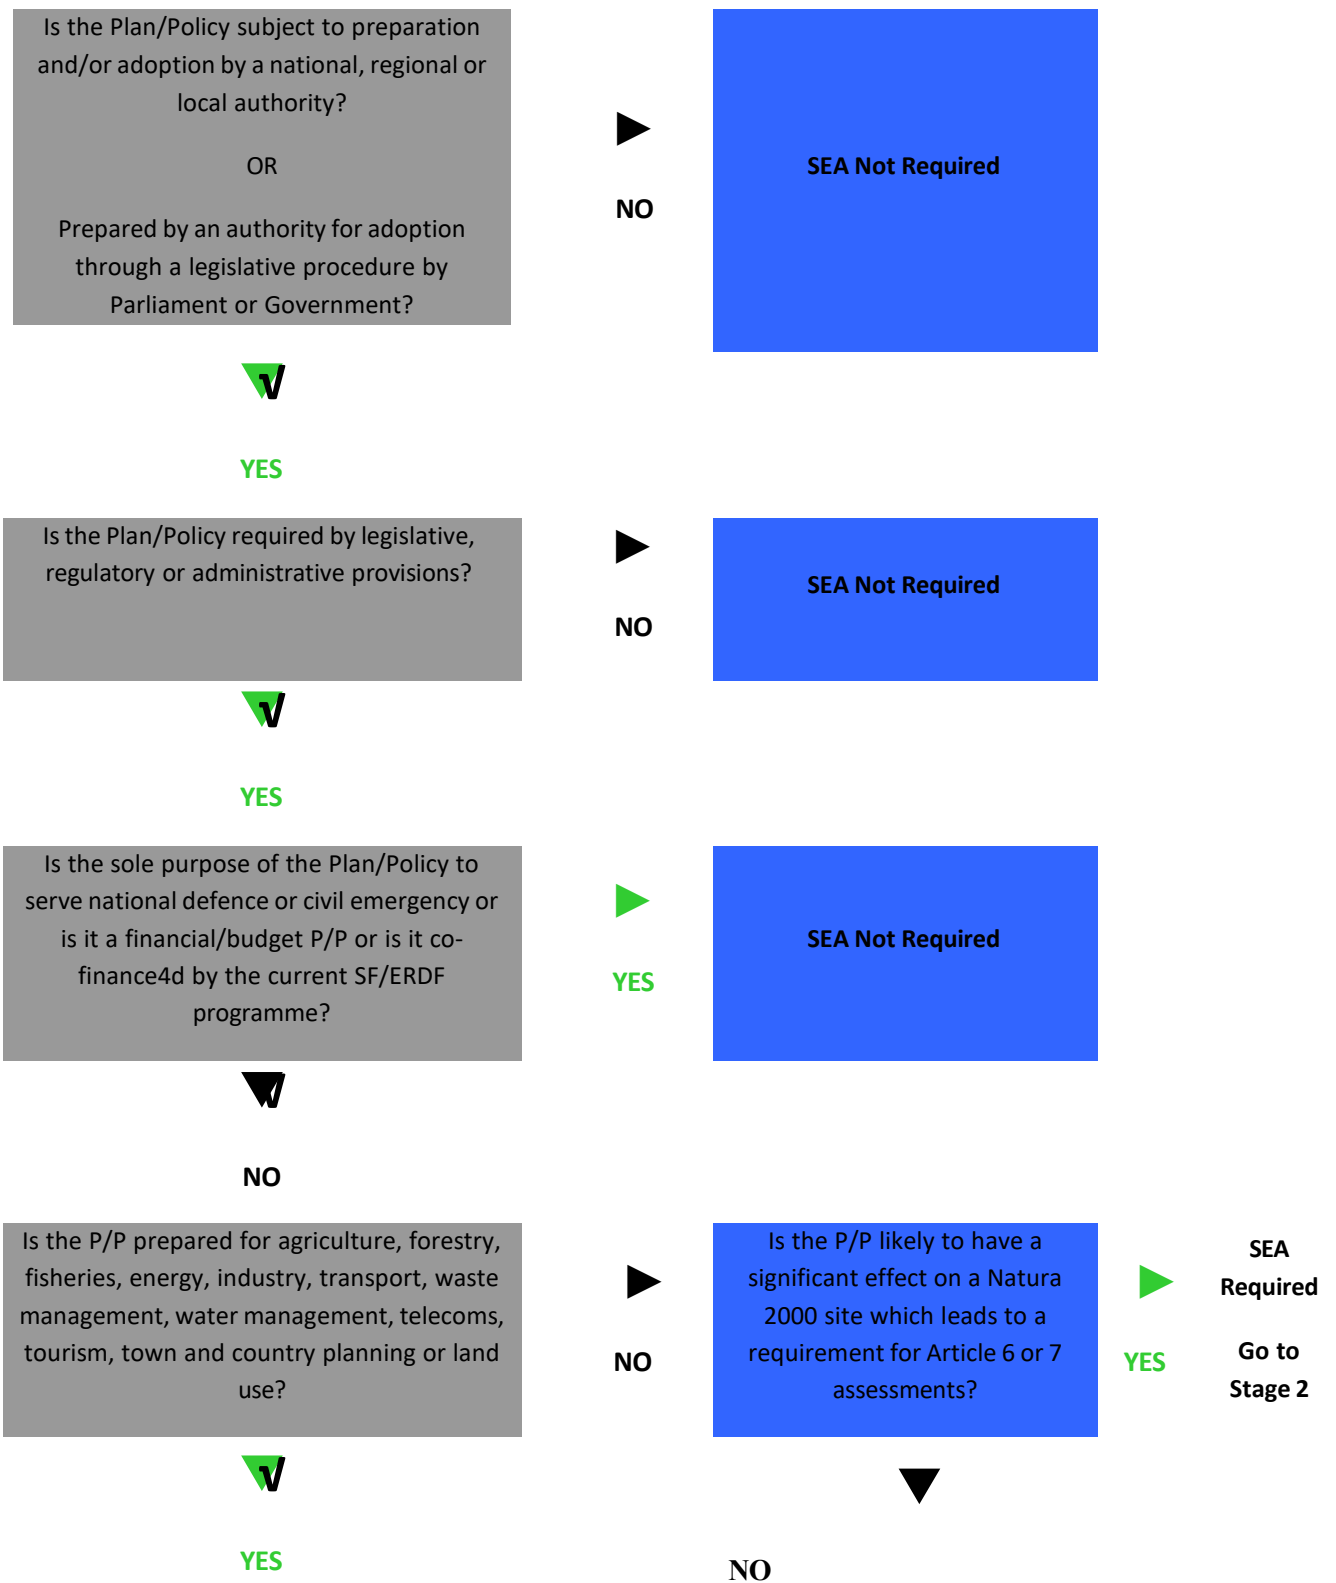 Is the Plan/Policy subject to preparation
and/or adoption by a national, regional or
local authority?
OR
Prepared by an authority for adoption
through a legislative procedure by
Parliament or Government?
NO
SEA Not Required
√
YES
Is the Plan/Policy required by legislative,
regulatory or administrative provisions?
NO
SEA Not Required
√
YES
Is the sole purpose of the Plan/Policy to
serve national defence or civil emergency or
is it a financial/budget P/P or is it co-
finance4d by the current SF/ERDF
programme?
YES
SEA Not Required
√
NO
Is the P/P prepared for agriculture, forestry,
fisheries, energy, industry, transport, waste
management, water management, telecoms,
tourism, town and country planning or land
use?
NO
Is the P/P likely to have a
significant effect on a Natura
2000 site which leads to a
requirement for Article 6 or 7
assessments?
YES
SEA
Required
Go to
Stage 2
√
YES
NO